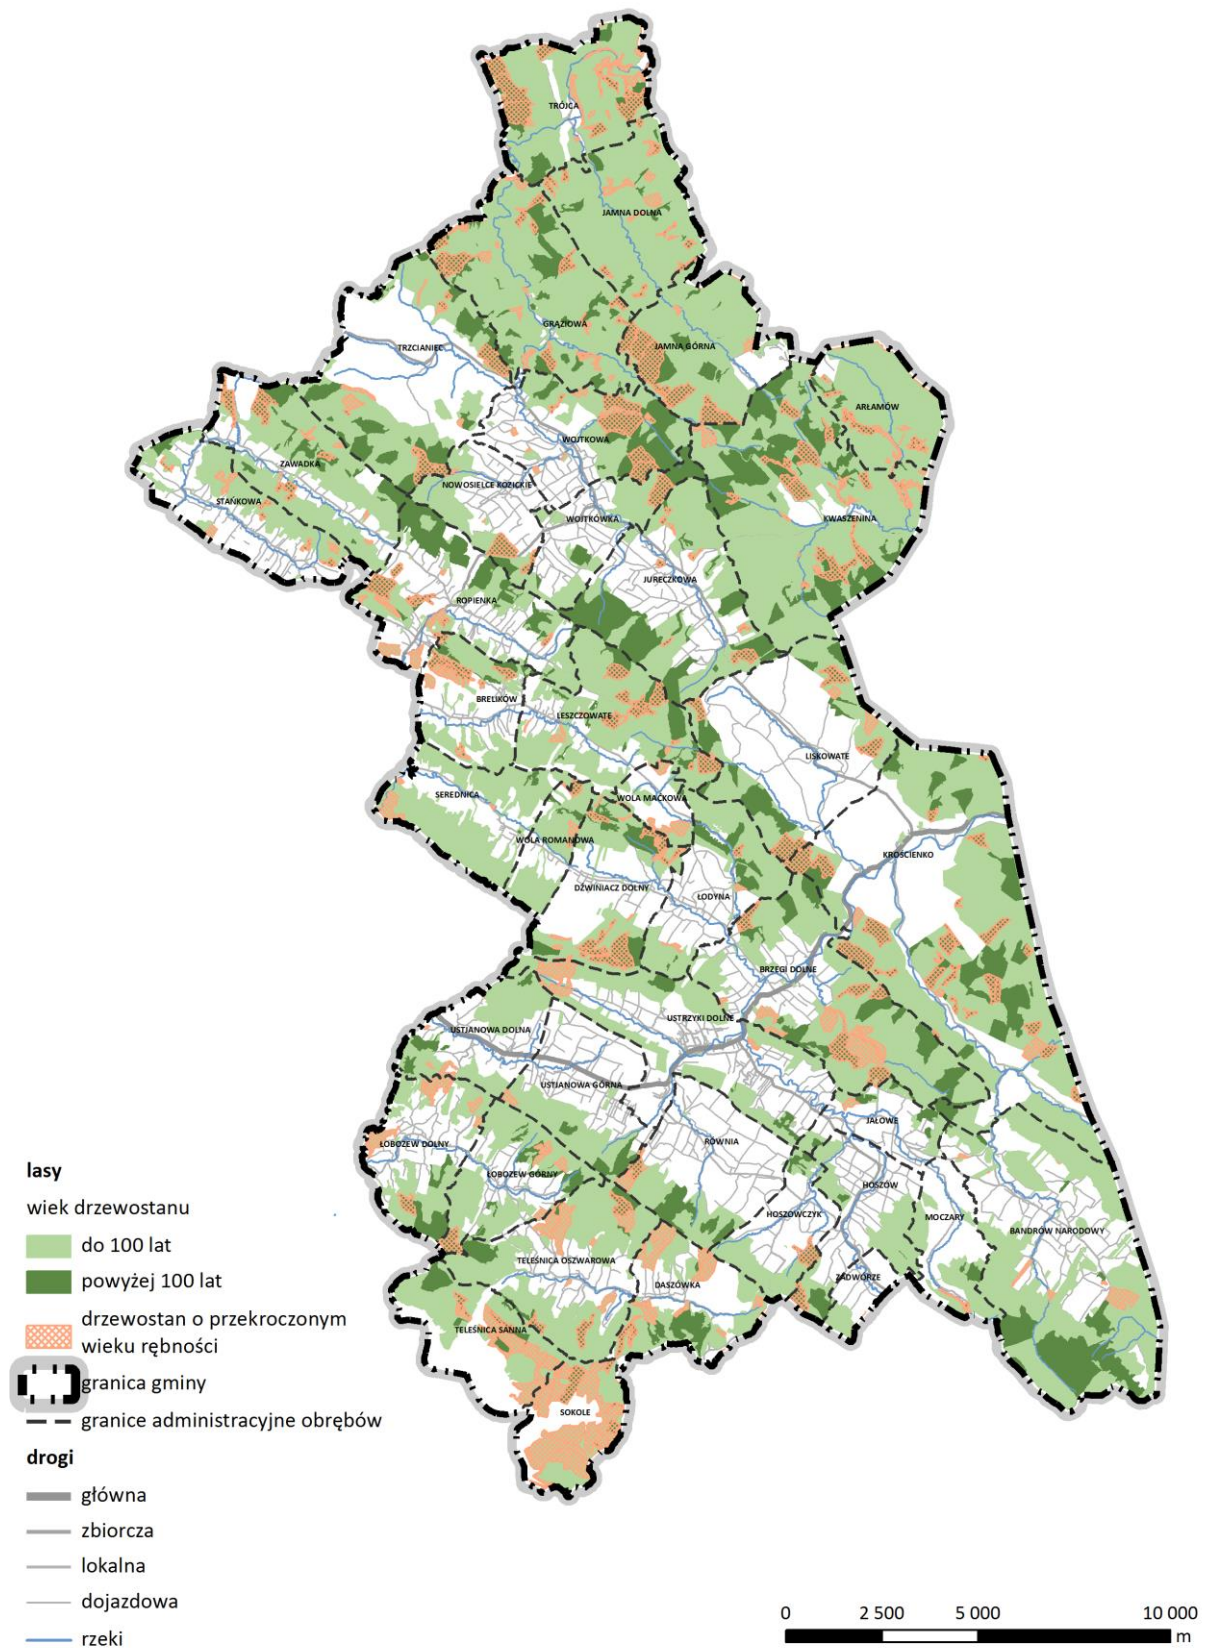 TRÓJCA
JAMNA DOLNA
GRĄZIOWA
TRZCIANIEC
JAMNA GÓRNA
ARŁAMÓW
WOJTKOWA
ZAWADKA
NOWOSIELCE KOZICKIE
STAŃKOWA
WOJTKÓWKA
KWASZENINA
JURECZKOWA
ROPIENKA
BRELIKÓW
LESZCZOWATE
LISKOWATE
SEREDNICA
WOLA MAĆKOWA
WOLA ROMANOWA
KROŚCIENKO
DŹWINIACZ DOLNY
ŁODYNA
BRZEGI DOLNE
USTRZYKI DOLNE
USTJANOWA DOLNA
USTJANOWA GÓRNA
JAŁOWE
RÓWNIA
ŁOBOZEW DOLNY
ŁOBOZEW GÓRNY
HOSZÓW
HOSZOWCZYK
MOCZARY
BANDRÓW NARODOWY
TELEŚNICA OSZWAROWA
DASZÓWKA
ZADWÓRZE
TELEŚNICA SANNA
SOKOLE
lasy
wiek drzewostanu
do 100 lat
powyżej 100 lat
drzewostan o przekroczonym
wieku rębności
granica gminy
granice administracyjne obrębów
drogi
główna
zbiorcza
lokalna
dojazdowa
rzeki
0 2 500 5 000 10 000
m